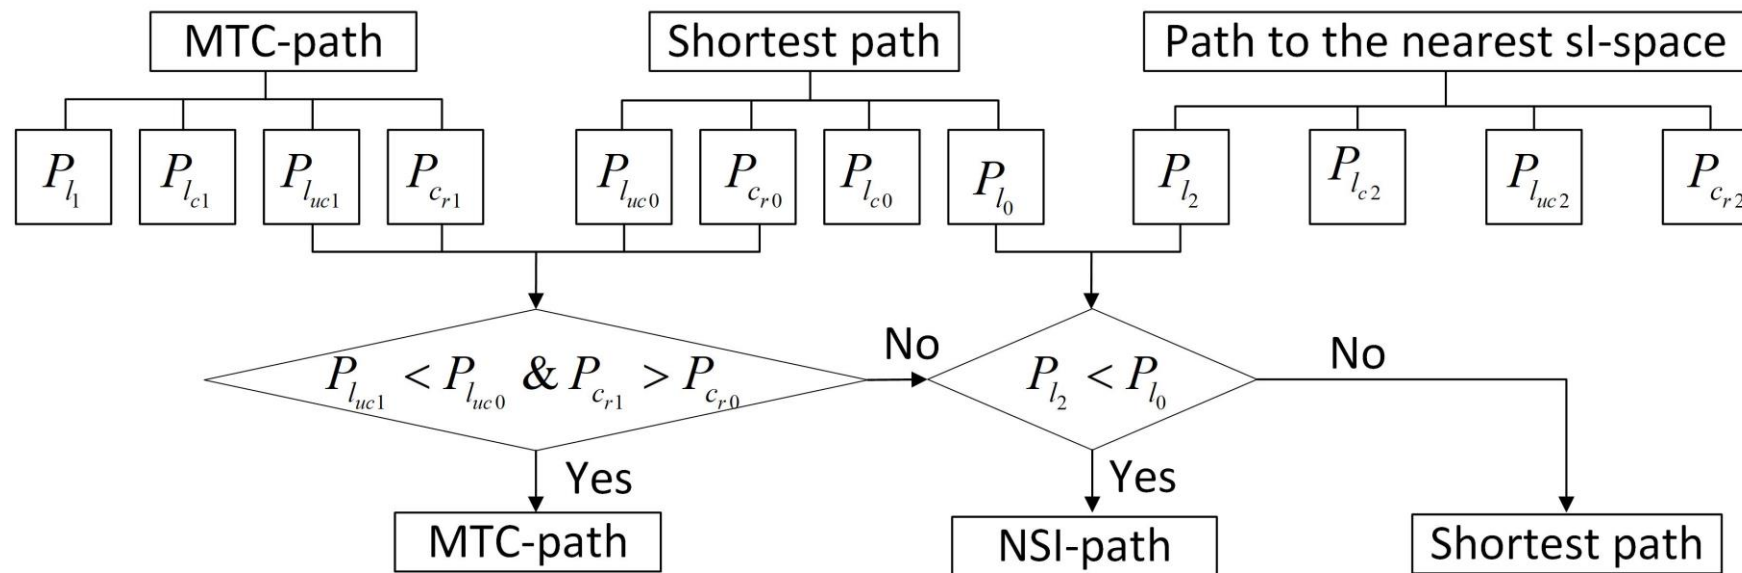 MTC-path Shortest path Path to the nearest sI-space
P_{l_1} P_{l_{c1}} P_{l_{uc1}} P_{c_{r1}} P_{l_{uc0}} P_{c_{r0}} P_{l_{c0}} P_{l_0} P_{l_2} P_{l_{c2}} P_{l_{uc2}} P_{c_{r2}}
P_{l_{uc1}} < P_{l_{uc0}} & P_{c_{r1}} > P_{c_{r0}} No P_{l_2} < P_{l_0} No
Yes Yes
MTC-path NSI-path Shortest path